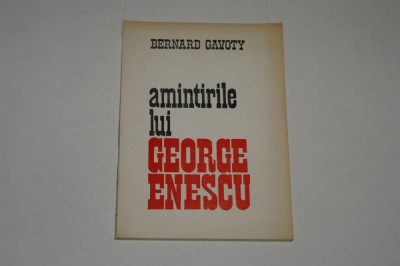 BERNARD GAVOTY
amintirile
lui
GEORGE
ENESCU